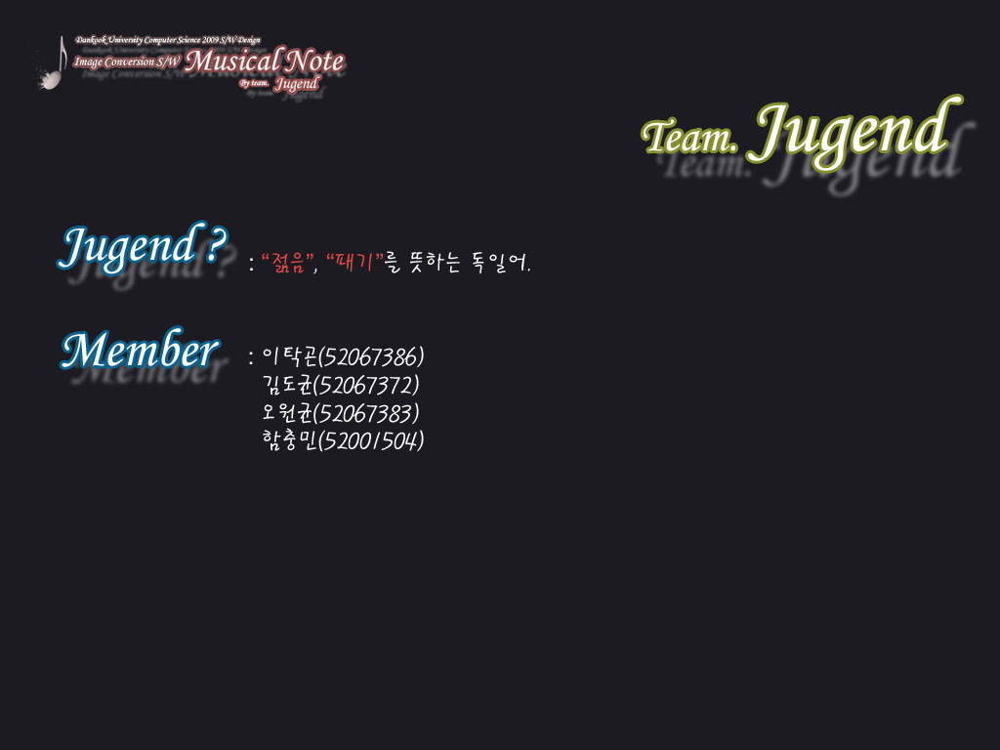 Dankook University Computer Science 2009 S/W Design
Image Conversion S/W Musical Note
By team. Jugend
Team. Jugend
Jugend ? : “젊음”, “패기”를 뜻하는 독일어.
Member : 이탁곤(52067386)
김도균(52067372)
오원균(52067383)
함충민(52001504)